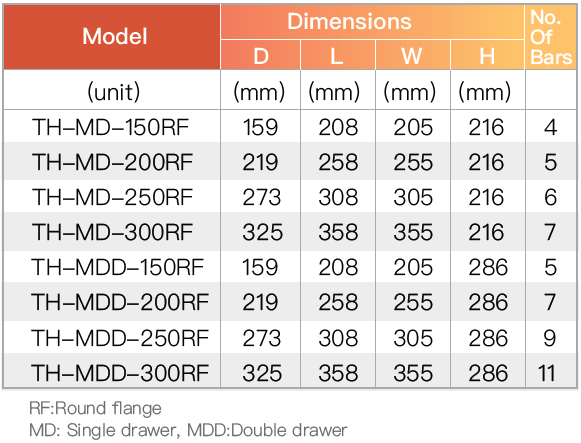 Model Dimensions No.
Of
Bars
D L W H
(unit) (mm) (mm) (mm) (mm)
TH-MD-150RF 159 208 205 216 4
TH-MD-200RF 219 258 255 216 5
TH-MD-250RF 273 308 305 216 6
TH-MD-300RF 325 358 355 216 7
TH-MDD-150RF 159 208 205 286 5
TH-MDD-200RF 219 258 255 286 7
TH-MDD-250RF 273 308 305 286 9
TH-MDD-300RF 325 358 355 286 11
RF:Round flange
MD: Single drawer, MDD:Double drawer